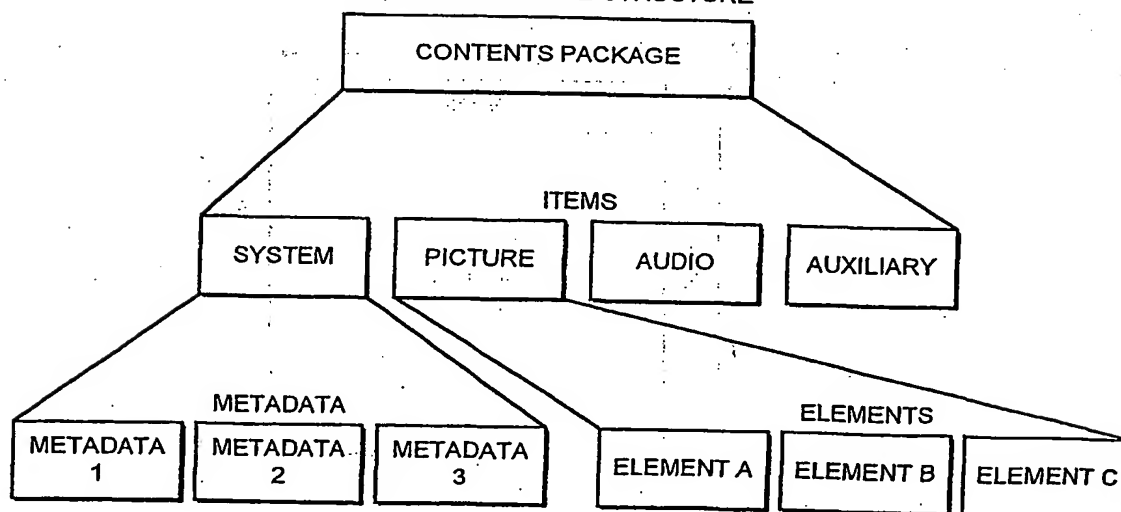 CONTENTS PACKAGE
ITEMS
SYSTEM
PICTURE
AUDIO
AUXILIARY
METADATA
METADATA
1
METADATA
2
METADATA
3
ELEMENTS
ELEMENT A
ELEMENT B
ELEMENT C